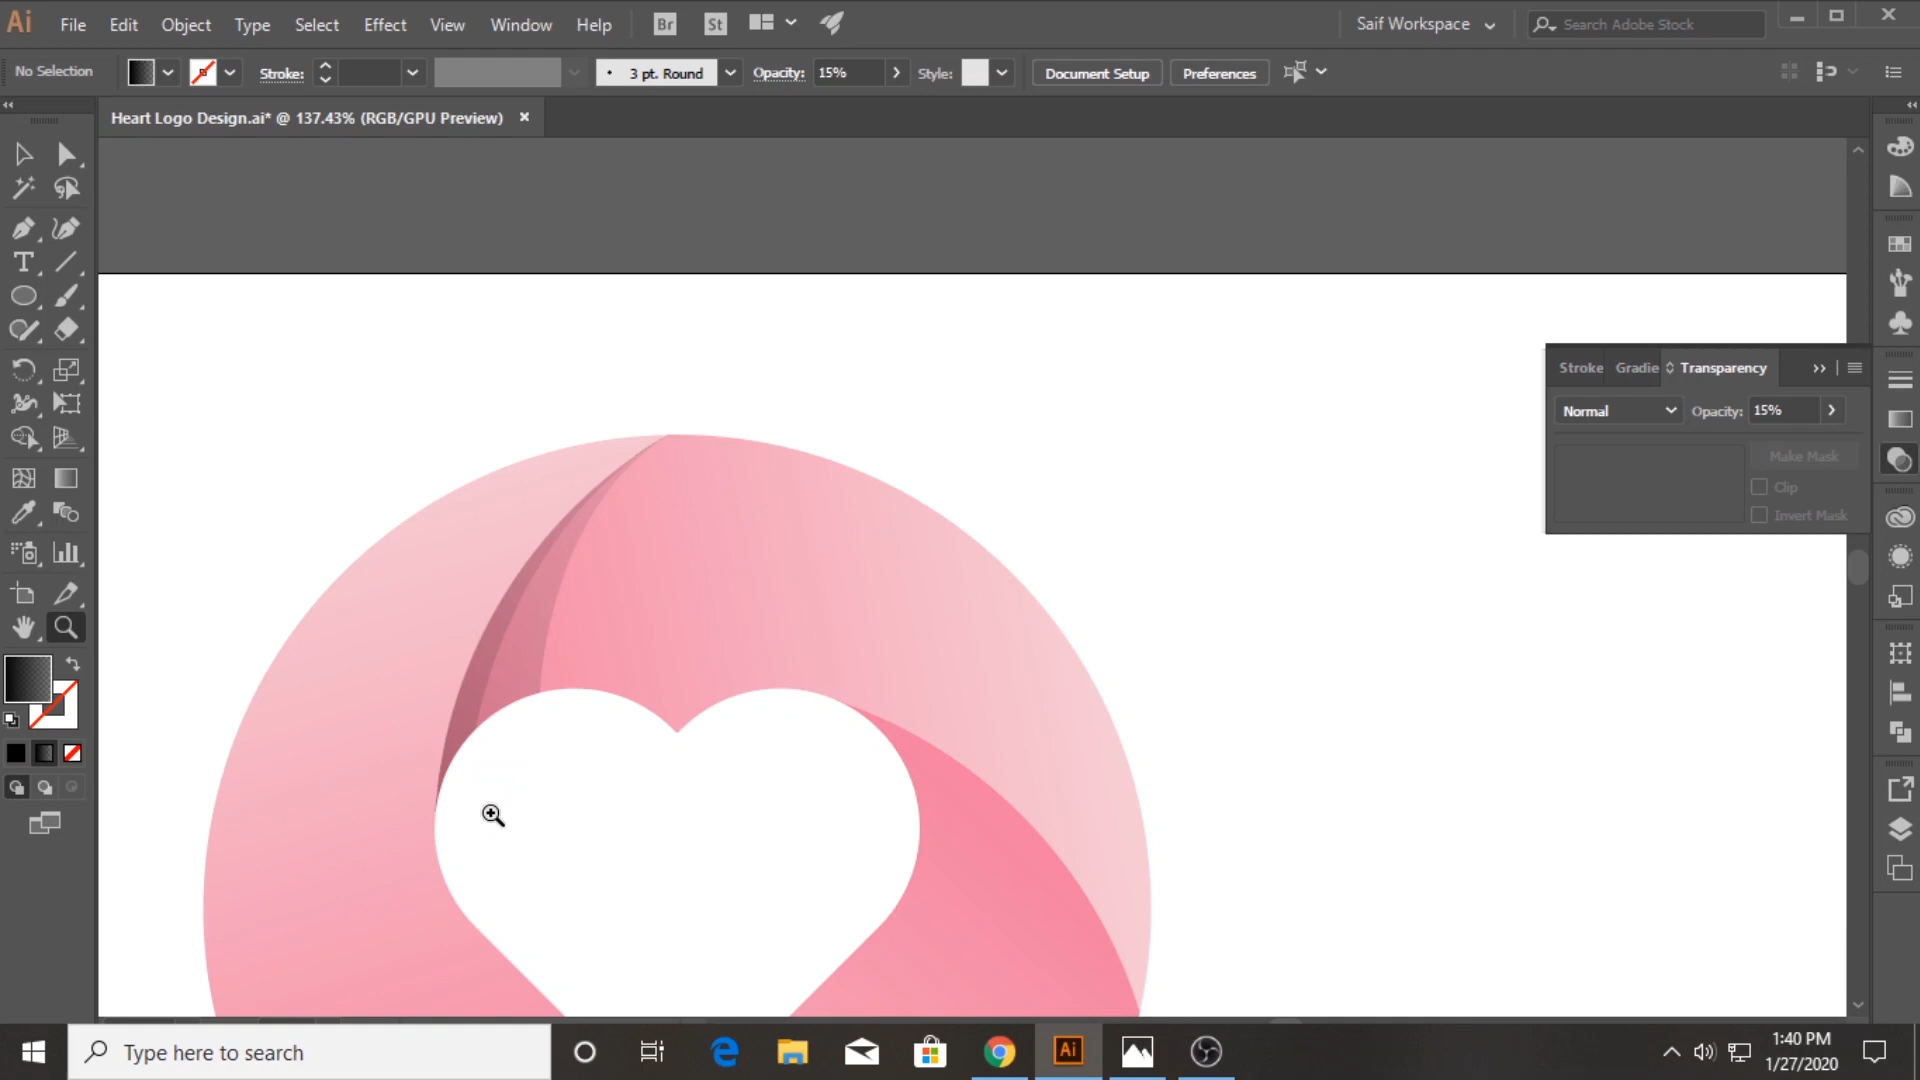 Ai File Edit Object Type Select Effect View Window Help Br St Saif Workspace Search Adobe Stock
No Selection Stroke: 3 pt. Round Opacity: 15% Style: Document Setup Preferences
Heart Logo Design.ai* @ 137.43% (RGB/GPU Preview)
Stroke Gradie Transparency
Normal Opacity: 15%
Make Mask
Clip
Invert Mask
Type here to search Ai 1:40 PM
1/27/2020